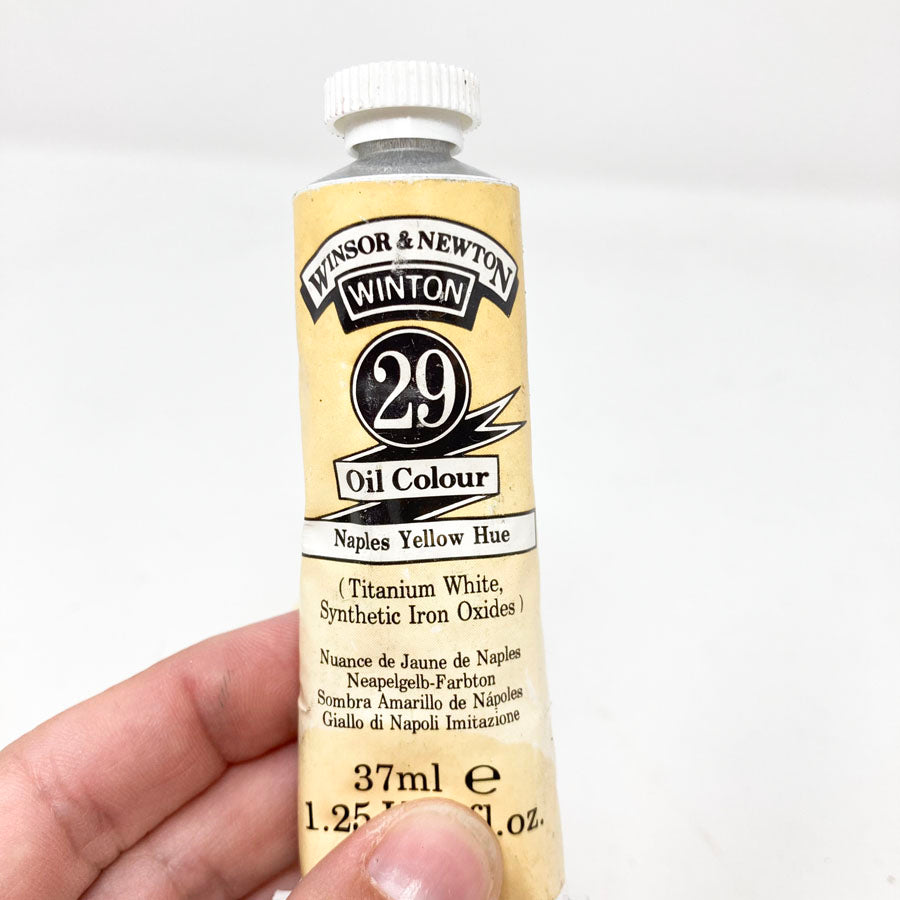 WINSOR & NEWTON
WINTON
29
Oil Colour
Naples Yellow Hue
(Titanium White,
Synthetic Iron Oxides)
Nuance de Jaune de Naples
Neapelgelb-Farbton
Sombra Amarillo de Nápoles
Giallo di Napoli Imitazione
37ml ℮
1.25 fl.oz.